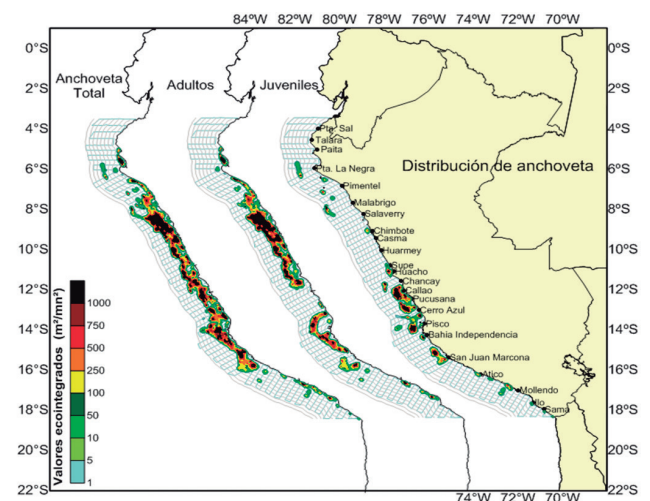 84°W 82°W 80°W 78°W 76°W 74°W 72°W 70°W
0°S
2°S
4°S
6°S
8°S
10°S
12°S
14°S
16°S
18°S
20°S
22°S
Anchoveta
Total
Adultos
Juveniles
Pta. Sal
Talara
Paita
Pta. La Negra
Pimentel
Malabrigo
Salaverry
Chimbote
Casma
Huarmey
Supe
Huacho
Chancay
Callao
Pucusana
Cerro Azul
Pisco
Bahia Independencia
San Juan Marcona
Atico
Mollendo
Ilo
Sama
Distribución de anchoveta
Valores ecointegrados (m²/mn²)
1000
750
500
250
100
50
10
5
1
0°S
2°S
4°S
6°S
8°S
10°S
12°S
14°S
16°S
18°S
20°S
22°S
74°W 72°W 70°W